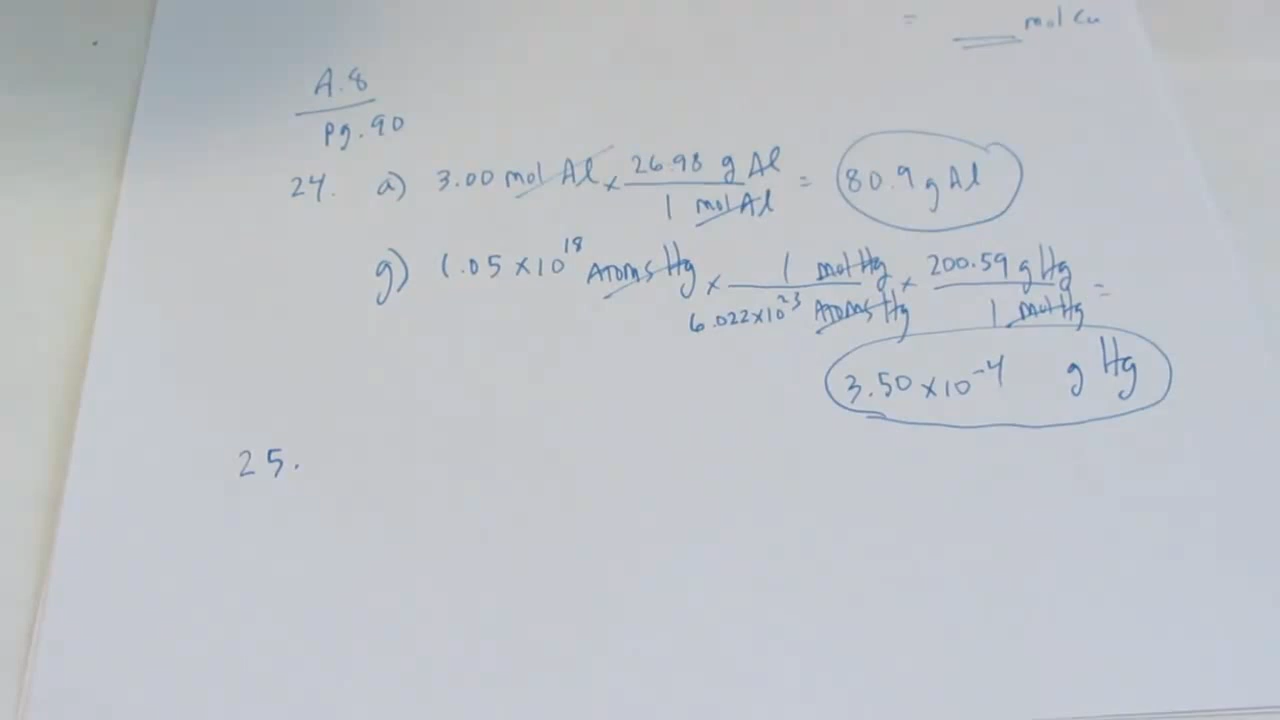 = ___ mol Cu
A.8
Pg.90
24. a) 3.00 mol Al x 26.98 g Al / 1 mol Al = 80.9 g Al
g) 1.05 x 10^18 Atoms Hg x 1 mol Hg / 6.022 x 10^23 Atoms Hg x 200.59 g Hg / 1 mol Hg =
3.50 x 10^-4 g Hg
25.